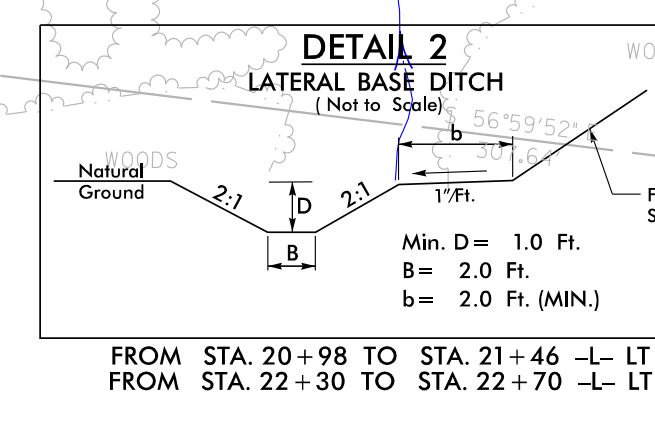 DETAIL 2
LATERAL BASE DITCH
( Not to Scale)
WO
S 56°59'52" E
307.64'
WOODS
b
Natural
Ground
2:1
D
2:1
1"/Ft.
B
F
S
Min. D = 1.0 Ft.
B= 2.0 Ft.
b= 2.0 Ft. (MIN.)
FROM STA. 20+98 TO STA. 21+46 -L- LT
FROM STA. 22+30 TO STA. 22+70 -L- LT